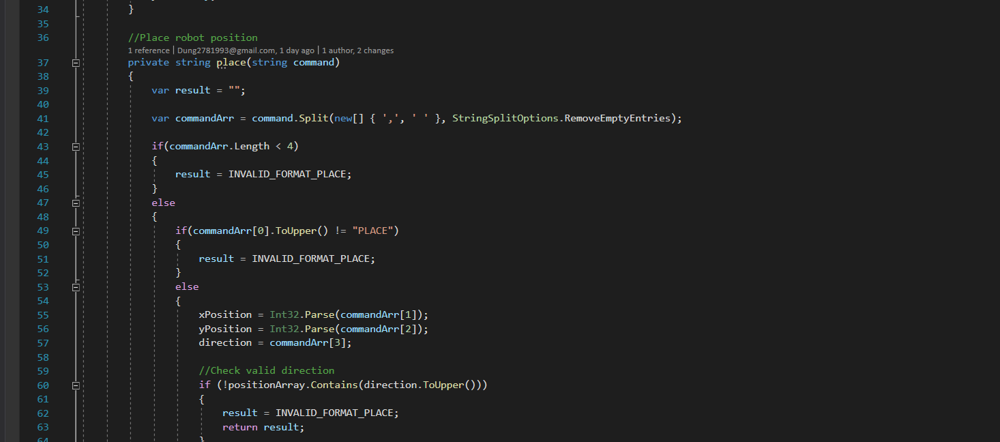 34 }
35
36 //Place robot position
1 reference | Dung2781993@gmail.com, 1 day ago | 1 author, 2 changes
37 private string place(string command)
38 {
39 var result = "";
40
41 var commandArr = command.Split(new[] { ',', ' ' }, StringSplitOptions.RemoveEmptyEntries);
42
43 if(commandArr.Length < 4)
44 {
45 result = INVALID_FORMAT_PLACE;
46 }
47 else
48 {
49 if(commandArr[0].ToUpper() != "PLACE")
50 {
51 result = INVALID_FORMAT_PLACE;
52 }
53 else
54 {
55 xPosition = Int32.Parse(commandArr[1]);
56 yPosition = Int32.Parse(commandArr[2]);
57 direction = commandArr[3];
58
59 //Check valid direction
60 if (!positionArray.Contains(direction.ToUpper()))
61 {
62 result = INVALID_FORMAT_PLACE;
63 return result;
64 }